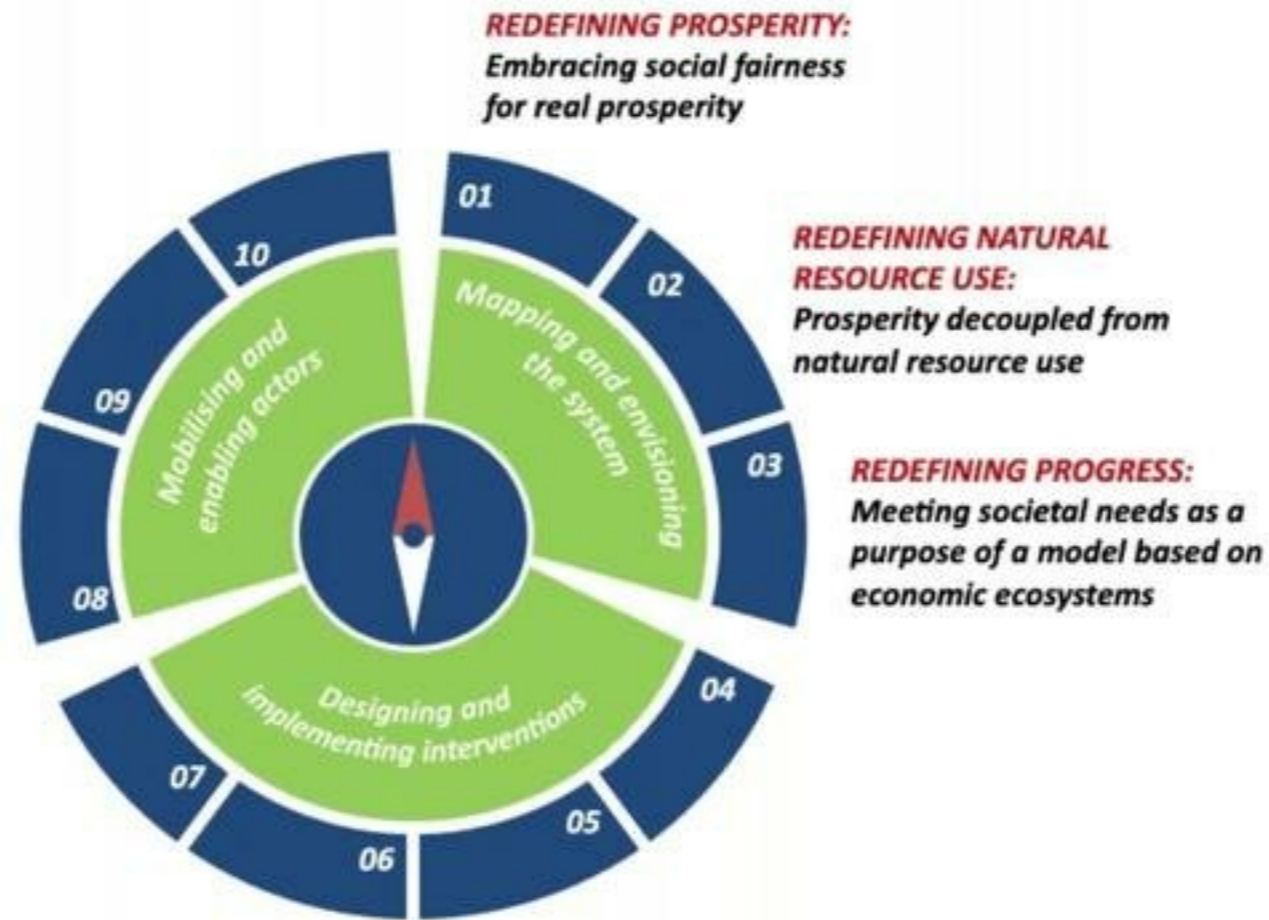 REDEFINING PROSPERITY:
Embracing social fairness
for real prosperity
01
02
03
04
05
06
07
08
09
10
Mapping and envisioning
the system
Designing and
implementing interventions
Mobilising and
enabling actors
REDEFINING NATURAL
RESOURCE USE:
Prosperity decoupled from
natural resource use
REDEFINING PROGRESS:
Meeting societal needs as a
purpose of a model based on
economic ecosystems